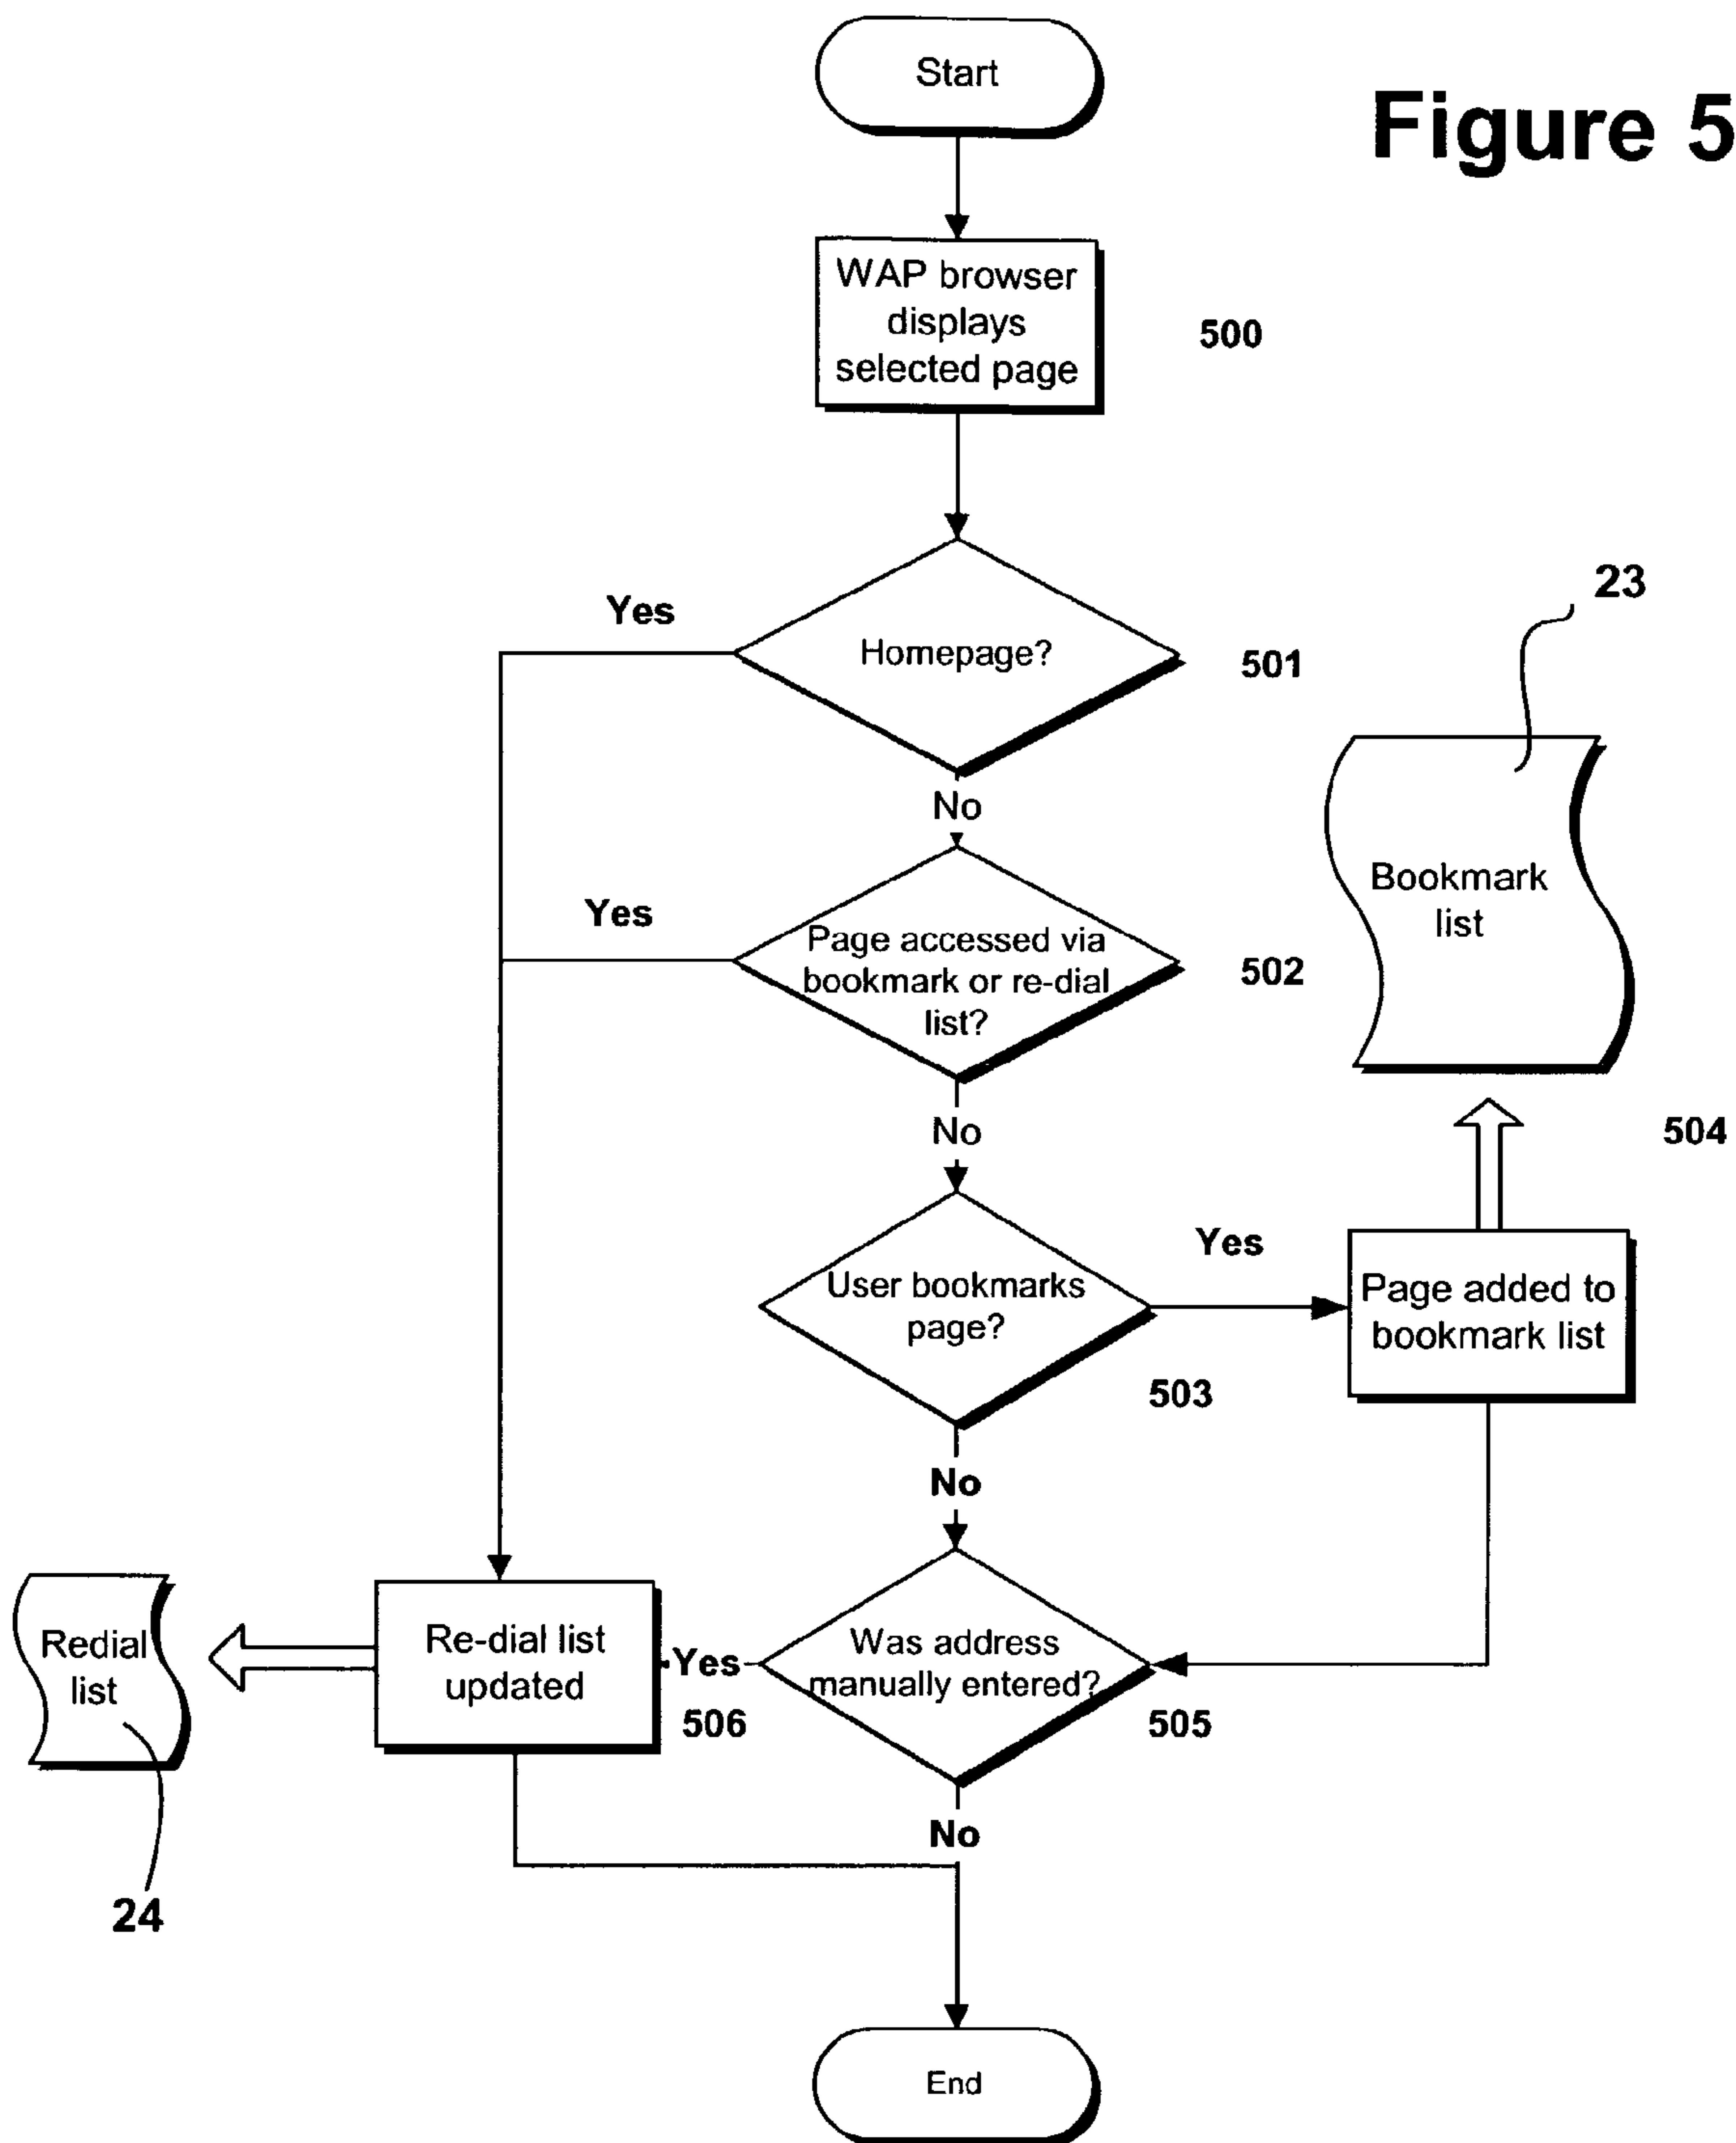 Start
Figure 5
WAP browser
displays
selected page
500
Yes
Homepage?
501
23
No
Yes
Page accessed via
bookmark or re-dial
list?
502
Bookmark
list
No
504
Yes
User bookmarks
page?
503
Page added to
bookmark list
No
Redial
list
Re-dial list
updated
Yes
506
Was address
manually entered?
505
No
24
End